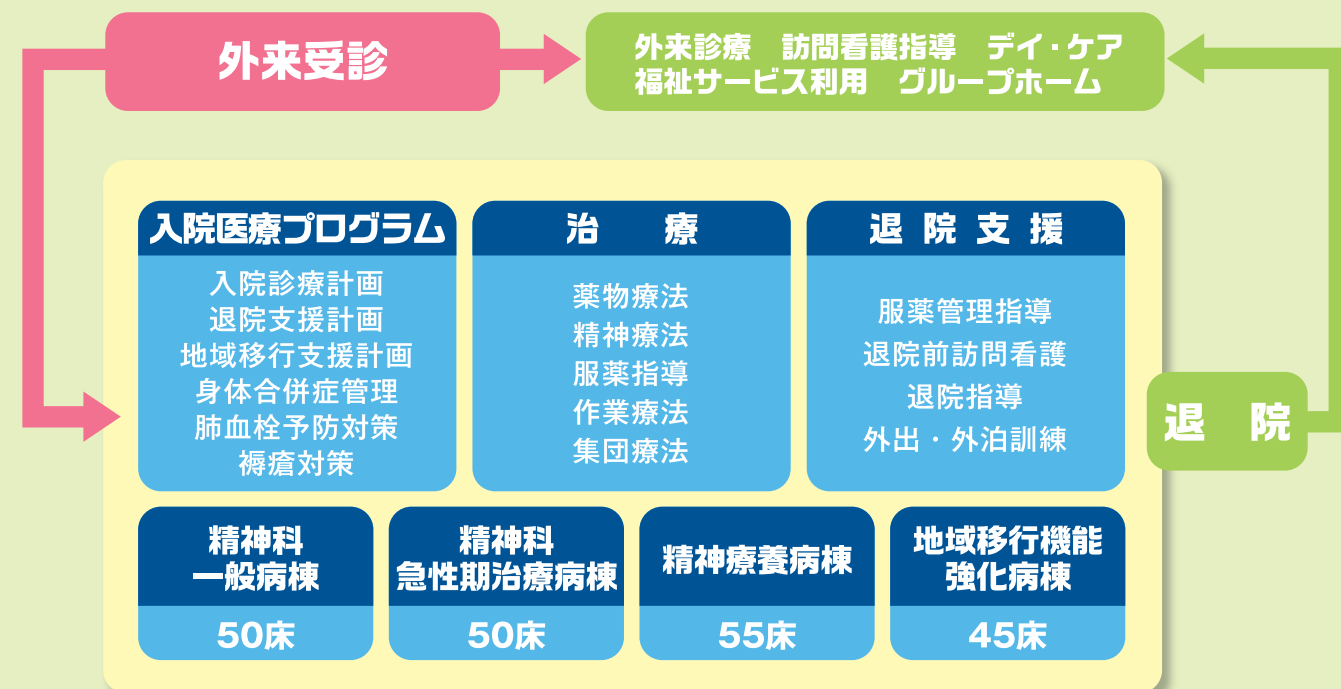 外来受診
外来診療　訪問看護指導　デイ・ケア
福祉サービス利用　グループホーム
入院医療プログラム
入院診療計画
退院支援計画
地域移行支援計画
身体合併症管理
肺血栓予防対策
褥瘡対策
治　療
薬物療法
精神療法
服薬指導
作業療法
集団療法
退院支援
服薬管理指導
退院前訪問看護
退院指導
外出・外泊訓練
退　院
精神科
一般病棟
50床
精神科
急性期治療病棟
50床
精神療養病棟
55床
地域移行機能
強化病棟
45床